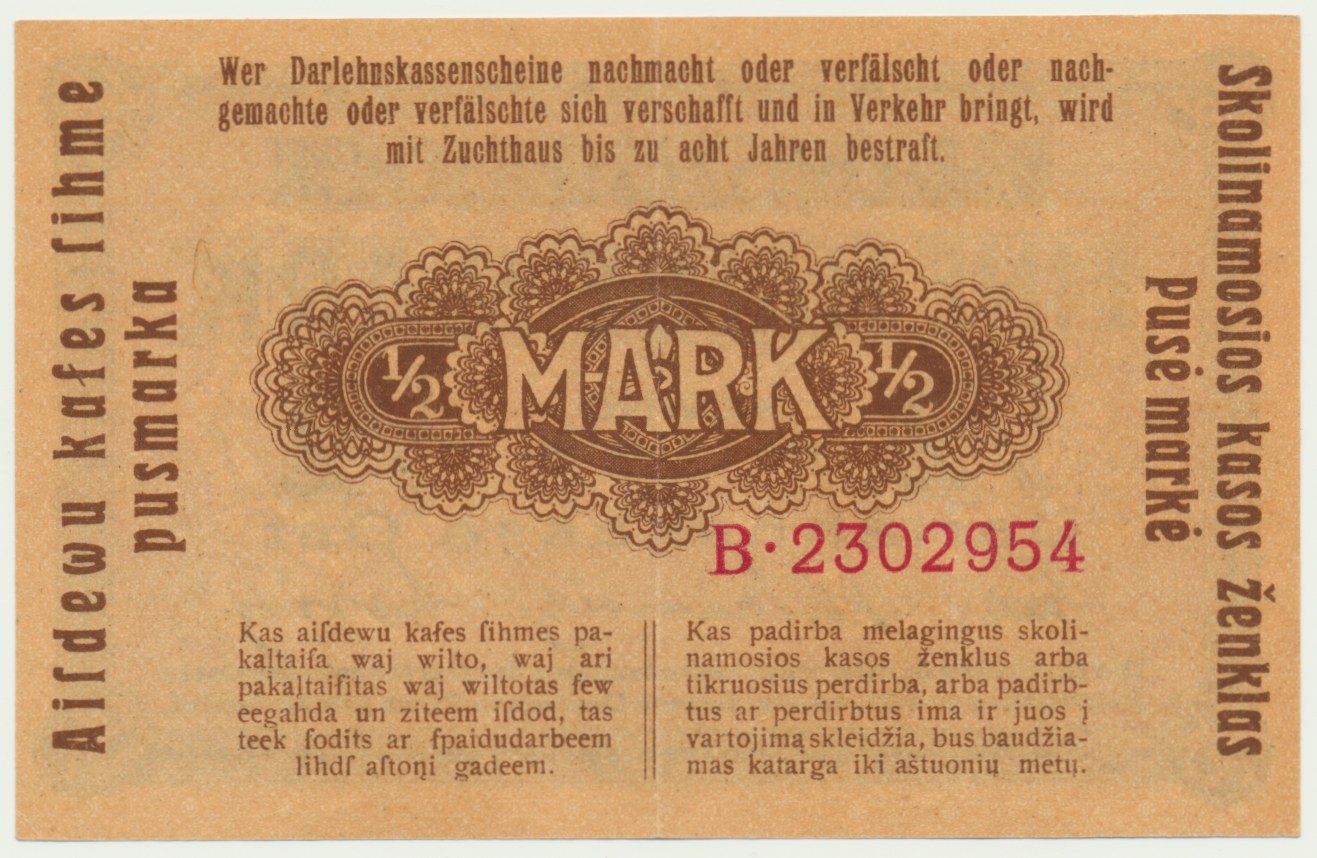 Wer Darlehnskassenscheine nachmacht oder verfälscht oder nach-
gemachte oder verfälschte sich verschafft und in Verkehr bringt, wird
mit Zuchthaus bis zu acht Jahren bestraft.
Aiſdewu kaſes ſihme
pusmarka
½ MARK ½
Skolinamosios kasos ženklas
Pusė markė
B·2302954
Kas aiſdewu kaſes ſihmes pa-
kaļtaiſa waj wilto, waj ari
pakaļtaiſitas waj wiltotas ſew
eegahda un ziteem iſdod, tas
teek ſodits ar ſpaidudarbeem
lihdſ aſtoņi gadeem.
Kas padirba melagingus skoli-
namosios kasos ženklus arba
tikruosius perdirba, arba padirb-
tus ar perdirbtus ima ir juos į
vartojimą skleidžia, bus baudžia-
mas katarga iki aštuonių metų.